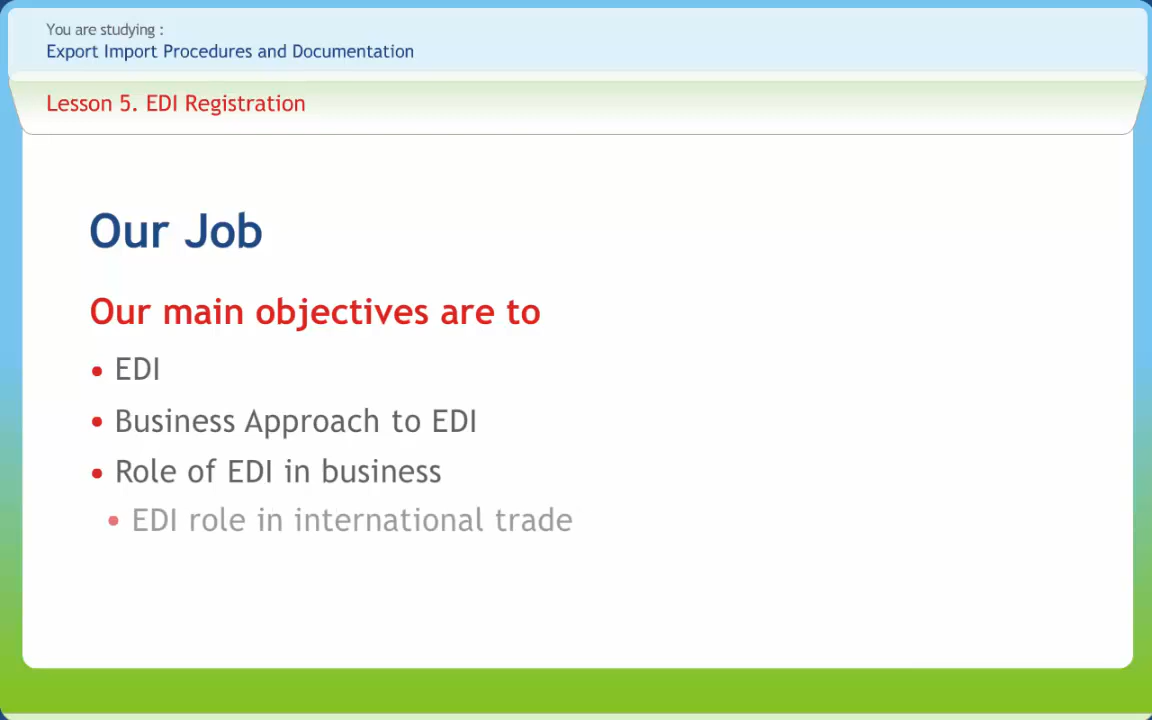 You are studying :
Export Import Procedures and Documentation
Lesson 5. EDI Registration
Our Job
Our main objectives are to
• EDI
• Business Approach to EDI
• Role of EDI in business
• EDI role in international trade